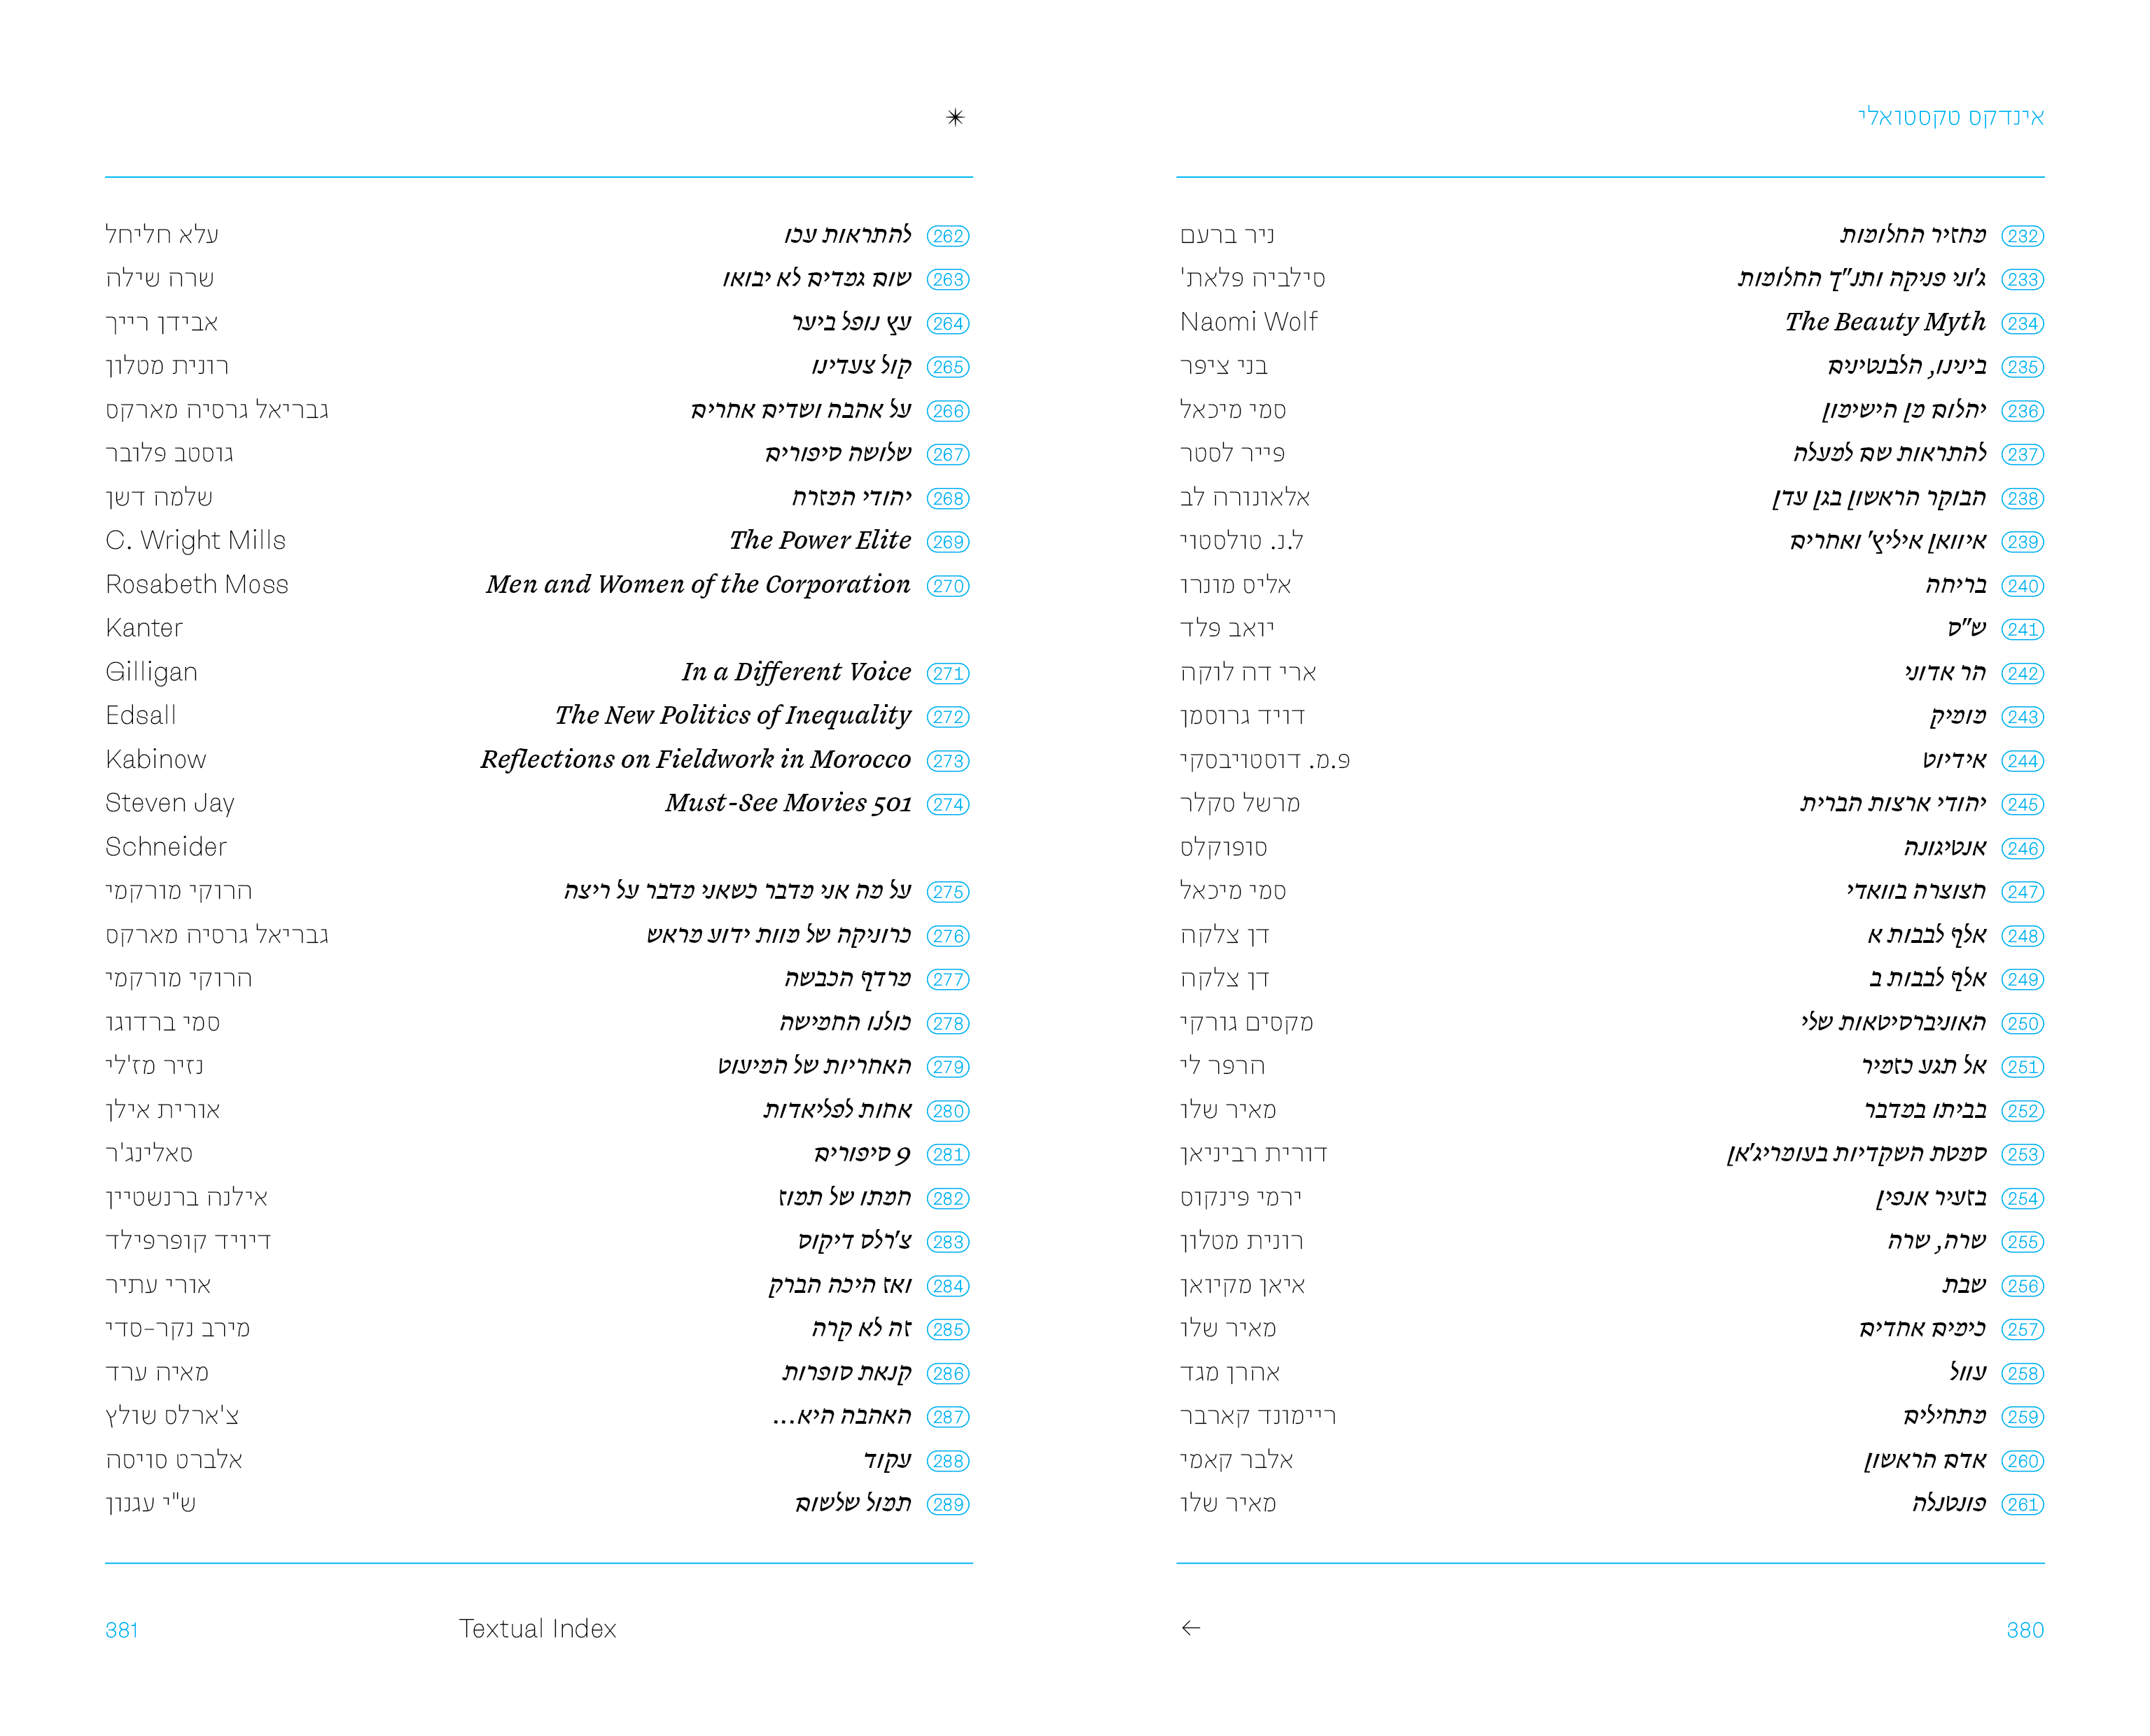 אינדקס טקסטואלי
232 מחזיר החלומות ניר ברעם
233 ג'וני פניקה ותנ"ך החלומות סילביה פלאת'
234 The Beauty Myth Naomi Wolf
235 בינינו, הלבנטינים בני ציפר
236 יהלום מן הישימון סמי מיכאל
237 להתראות שם למעלה פייר לסטר
238 הבוקר הראשון בגן עדן אלאונורה לב
239 איוואן איליץ' ואחרים ל.נ. טולסטוי
240 בריחה אליס מונרו
241 ש"ס יואב פלד
242 הר אדוני ארי דה לוקה
243 מומיק דויד גרוסמן
244 אידיוט פ.מ. דוסטויבסקי
245 יהודי ארצות הברית מרשל סקלר
246 אנטיגונה סופוקלס
247 חצוצרה בוואדי סמי מיכאל
248 אלף לבבות א דן צלקה
249 אלף לבבות ב דן צלקה
250 האוניברסיטאות שלי מקסים גורקי
251 אל תגע כזמיר הרפר לי
252 בביתו במדבר מאיר שלו
253 סמטת השקדיות בעומריג'אן דורית רביניאן
254 בזעיר אנפין ירמי פינקוס
255 שרה, שרה רונית מטלון
256 שבת איאן מקיואן
257 כימים אחדים מאיר שלו
258 עוול אהרן מגד
259 מתחילים ריימונד קארבר
260 אדם הראשון אלבר קאמי
261 פונטנלה מאיר שלו
380 ←
✴
262 להתראות עכו עלא חליחל
263 שום גמדים לא יבואו שרה שילה
264 עץ נופל ביער אבידן רייך
265 קול צעדינו רונית מטלון
266 על אהבה ושדים אחרים גבריאל גרסיה מארקס
267 שלושה סיפורים גוסטב פלובר
268 יהודי המזרח שלמה דשן
269 The Power Elite C. Wright Mills
270 Men and Women of the Corporation Rosabeth Moss
Kanter
271 In a Different Voice Gilligan
272 The New Politics of Inequality Edsall
273 Reflections on Fieldwork in Morocco Kabinow
274 Must-See Movies 501 Steven Jay
Schneider
275 על מה אני מדבר כשאני מדבר על ריצה הרוקי מורקמי
276 כרוניקה של מוות ידוע מראש גבריאל גרסיה מארקס
277 מרדף הכבשה הרוקי מורקמי
278 כולנו החמישה סמי ברדוגו
279 האחריות של המיעוט נזיר מז'לי
280 אחות לפליאדות אורית אילן
281 9 סיפורים סאלינג'ר
282 חמתו של תמוז אילנה ברנשטיין
283 צ'רלס דיקוס דיויד קופרפילד
284 ואז היכה הברק אורי עתיר
285 זה לא קרה מירב נקר-סדי
286 קנאת סופרות מאיה ערד
287 האהבה היא... צ'ארלס שולץ
288 עקוד אלברט סויסה
289 תמול שלשום ש"י עגנון
Textual Index 381